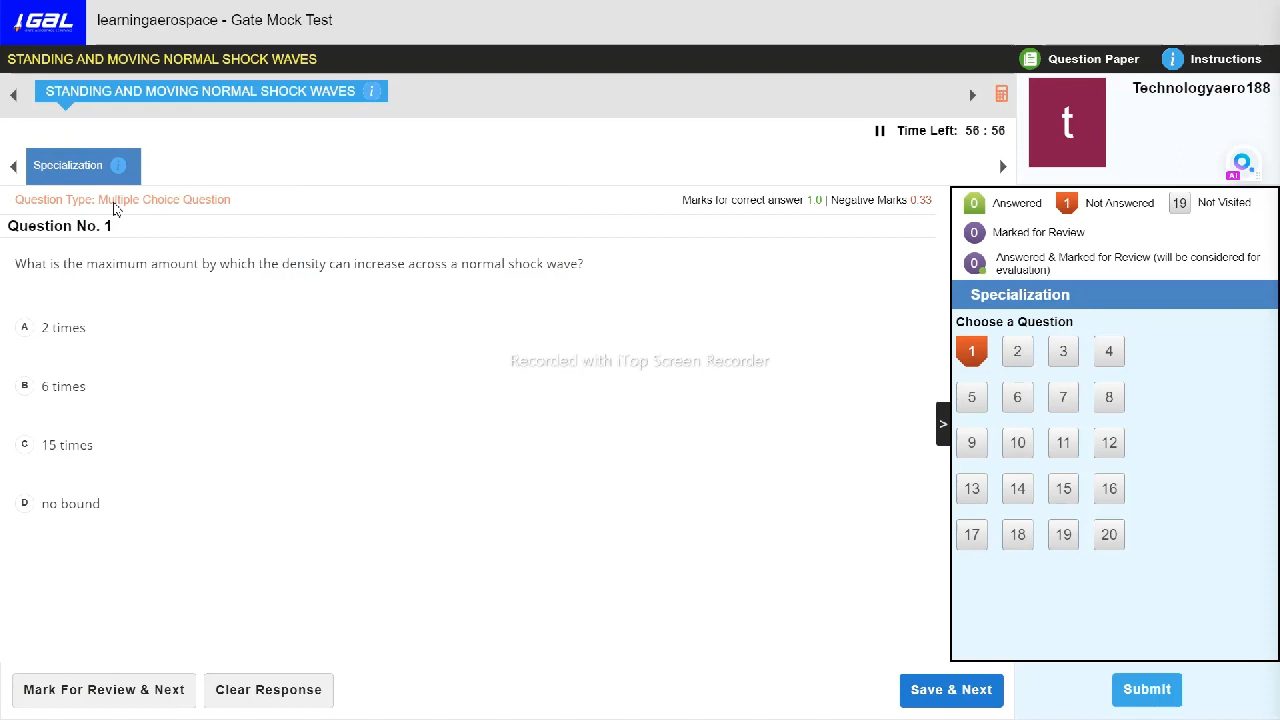 iGAL
learningaerospace - Gate Mock Test
STANDING AND MOVING NORMAL SHOCK WAVES
Question Paper
i Instructions
STANDING AND MOVING NORMAL SHOCK WAVES i
Technologyaero188
t
Time Left: 56 : 56
AI
Specialization i
Question Type: Multiple Choice Question
Marks for correct answer 1.0 | Negative Marks 0.33
Question No. 1
What is the maximum amount by which the density can increase across a normal shock wave?
A 2 times
B 6 times
C 15 times
D no bound
Recorded with iTop Screen Recorder
0 Answered 1 Not Answered 19 Not Visited
0 Marked for Review
0 Answered & Marked for Review (will be considered for
evaluation)
Specialization
Choose a Question
1 2 3 4
5 6 7 8
9 10 11 12
13 14 15 16
17 18 19 20
>
Mark For Review & Next Clear Response Save & Next Submit